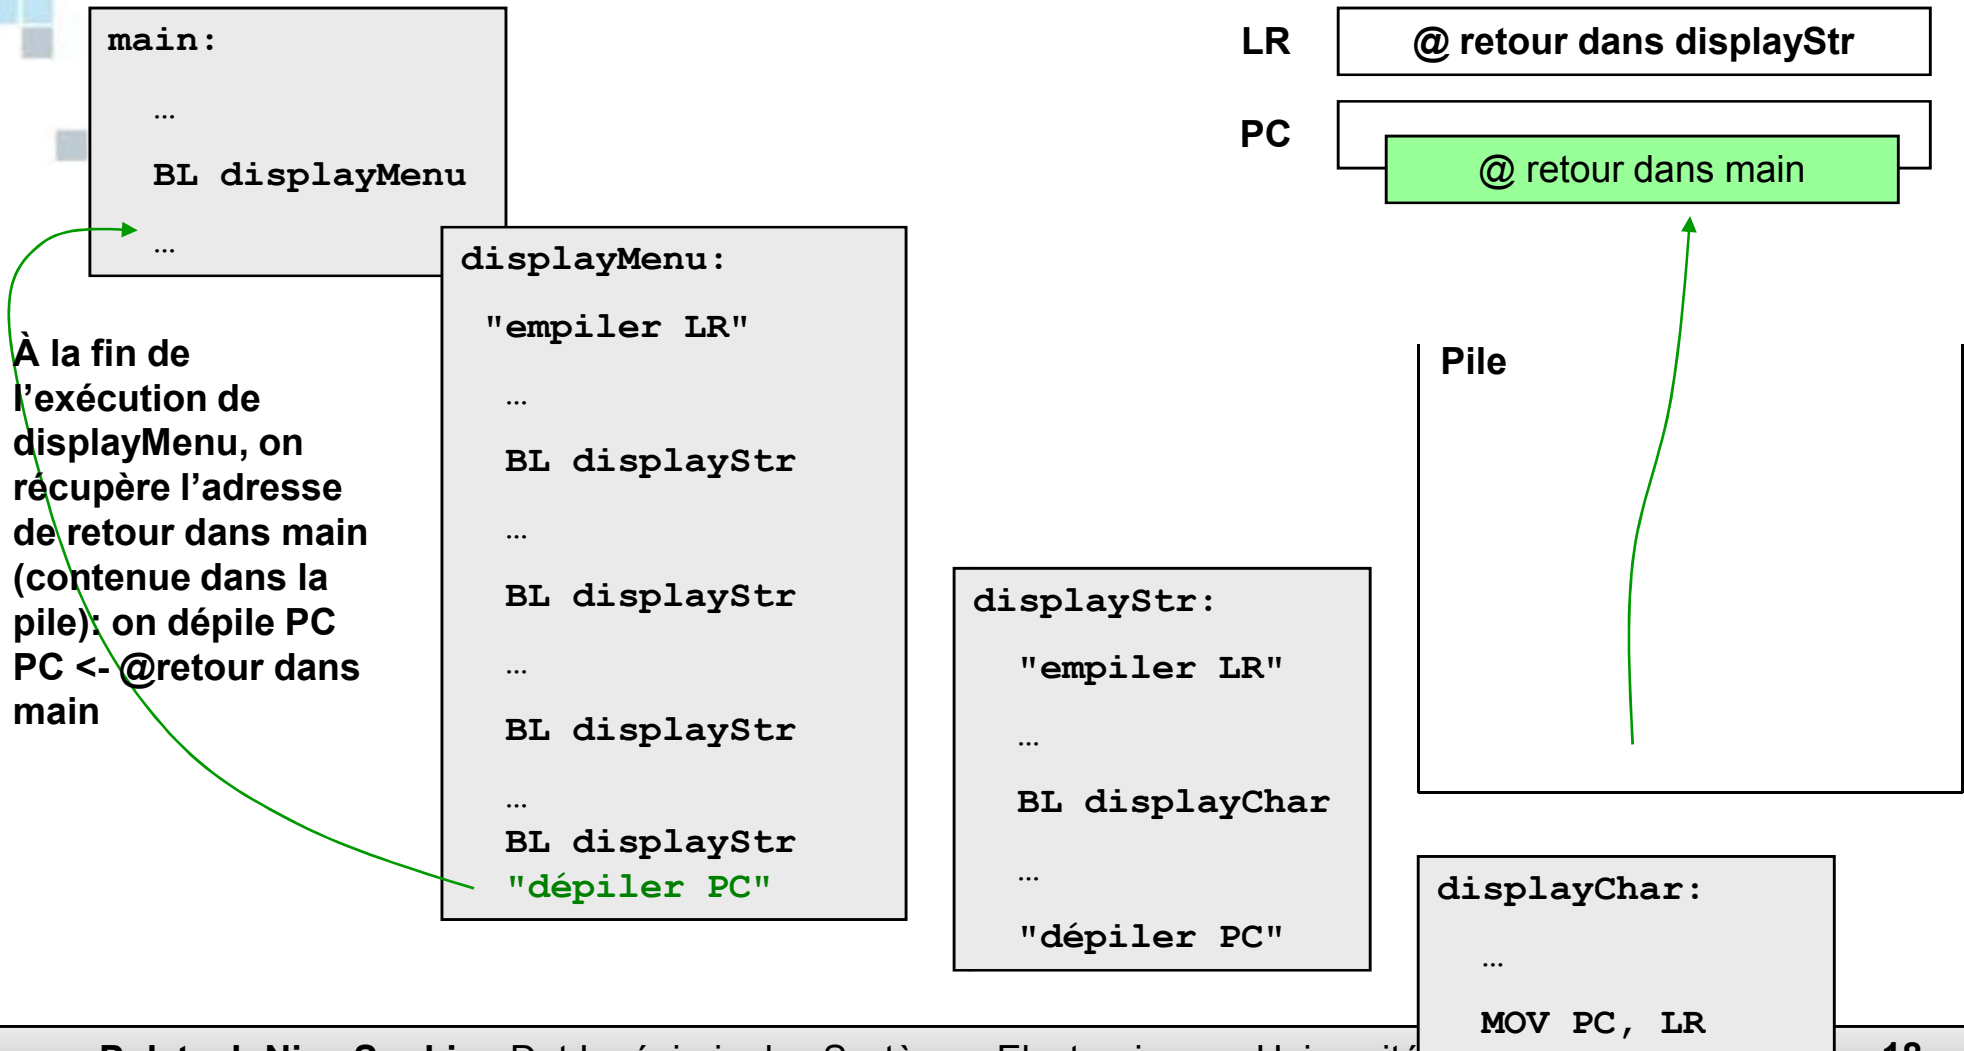 main:
…
BL displayMenu
…
LR
@ retour dans displayStr
PC
@ retour dans main
displayMenu:
"empiler LR"
…
BL displayStr
…
BL displayStr
…
BL displayStr
…
BL displayStr
"dépiler PC"
À la fin de
l’exécution de
displayMenu, on
récupère l’adresse
de retour dans main
(contenue dans la
pile): on dépile PC
PC <- @retour dans
main
Pile
displayStr:
"empiler LR"
…
BL displayChar
…
"dépiler PC"
displayChar:
…
MOV PC, LR
18